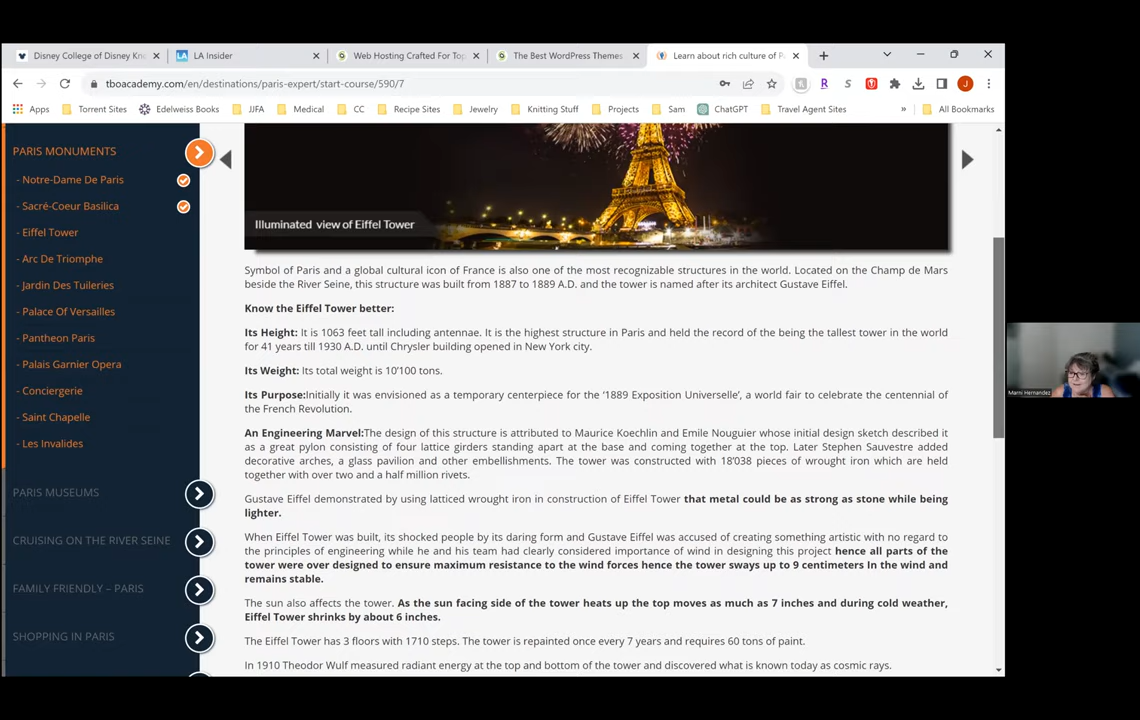 Disney College of Disney Kno
LA Insider
Web Hosting Crafted For Top
The Best WordPress Themes
Learn about rich culture of P
tboacademy.com/en/destinations/paris-expert/start-course/590/7
Apps
Torrent Sites
Edelweiss Books
JJFA
Medical
CC
Recipe Sites
Jewelry
Knitting Stuff
Projects
Sam
ChatGPT
Travel Agent Sites
»
All Bookmarks
PARIS MONUMENTS
- Notre-Dame De Paris
- Sacré-Coeur Basilica
- Eiffel Tower
- Arc De Triomphe
- Jardin Des Tuileries
- Palace Of Versailles
- Pantheon Paris
- Palais Garnier Opera
- Conciergerie
- Saint Chapelle
- Les Invalides
PARIS MUSEUMS
CRUISING ON THE RIVER SEINE
FAMILY FRIENDLY – PARIS
SHOPPING IN PARIS
Illuminated view of Eiffel Tower
Symbol of Paris and a global cultural icon of France is also one of the most recognizable structures in the world. Located on the Champ de Mars
beside the River Seine, this structure was built from 1887 to 1889 A.D. and the tower is named after its architect Gustave Eiffel.
Know the Eiffel Tower better:
Its Height: It is 1063 feet tall including antennae. It is the highest structure in Paris and held the record of the being the tallest tower in the world
for 41 years till 1930 A.D. until Chrysler building opened in New York city.
Its Weight: Its total weight is 10'100 tons.
Its Purpose:Initially it was envisioned as a temporary centerpiece for the '1889 Exposition Universelle', a world fair to celebrate the centennial of
the French Revolution.
An Engineering Marvel:The design of this structure is attributed to Maurice Koechlin and Emile Nouguier whose initial design sketch described it
as a great pylon consisting of four lattice girders standing apart at the base and coming together at the top. Later Stephen Sauvestre added
decorative arches, a glass pavilion and other embellishments. The tower was constructed with 18'038 pieces of wrought iron which are held
together with over two and a half million rivets.
Gustave Eiffel demonstrated by using latticed wrought iron in construction of Eiffel Tower that metal could be as strong as stone while being
lighter.
When Eiffel Tower was built, its shocked people by its daring form and Gustave Eiffel was accused of creating something artistic with no regard to
the principles of engineering while he and his team had clearly considered importance of wind in designing this project hence all parts of the
tower were over designed to ensure maximum resistance to the wind forces hence the tower sways up to 9 centimeters In the wind and
remains stable.
The sun also affects the tower. As the sun facing side of the tower heats up the top moves as much as 7 inches and during cold weather,
Eiffel Tower shrinks by about 6 inches.
The Eiffel Tower has 3 floors with 1710 steps. The tower is repainted once every 7 years and requires 60 tons of paint.
In 1910 Theodor Wulf measured radiant energy at the top and bottom of the tower and discovered what is known today as cosmic rays.
Marni Hernandez